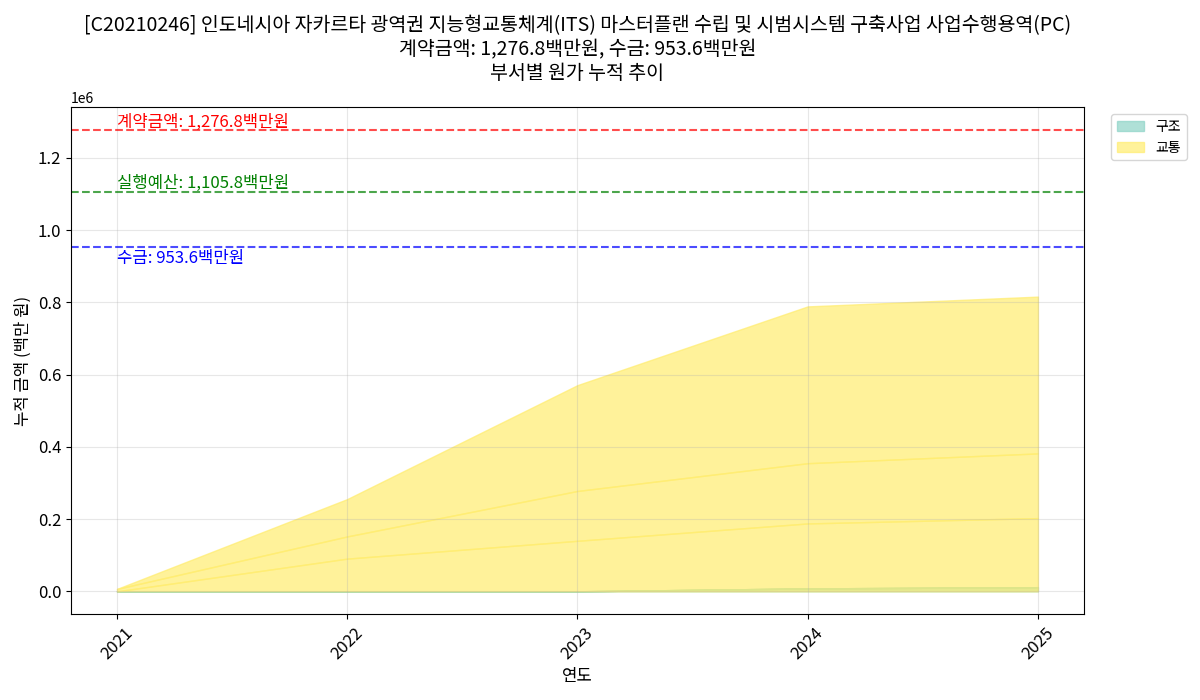 [C20210246] 인도네시아 자카르타 광역권 지능형교통체계(ITS) 마스터플랜 수립 및 시범시스템 구축사업 사업수행용역(PC)
계약금액: 1,276.8백만원, 수금: 953.6백만원
부서별 원가 누적 추이
1e6
계약금액: 1,276.8백만원
실행예산: 1,105.8백만원
수금: 953.6백만원
구조
교통
1.2
1.0
0.8
0.6
0.4
0.2
0.0
누적 금액 (백만 원)
2021
2022
2023
2024
2025
연도